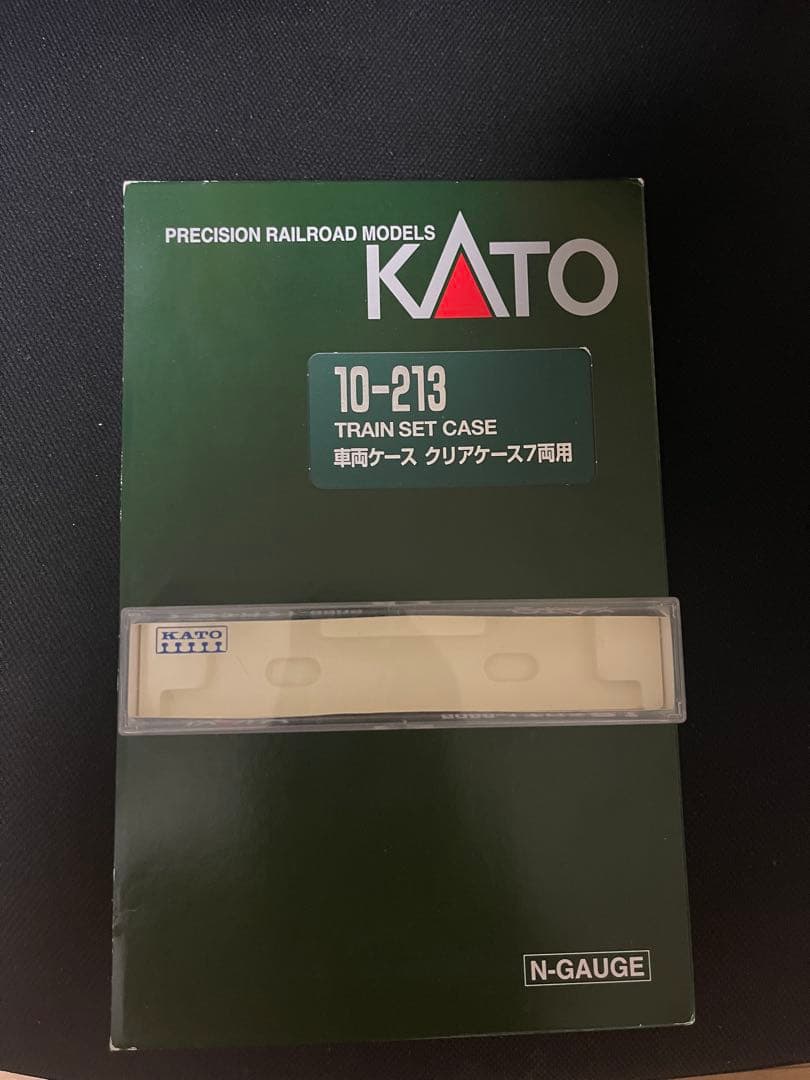 PRECISION RAILROAD MODELS
KATO
10-213
TRAIN SET CASE
車両ケース クリアケース7両用
KATO
N-GAUGE